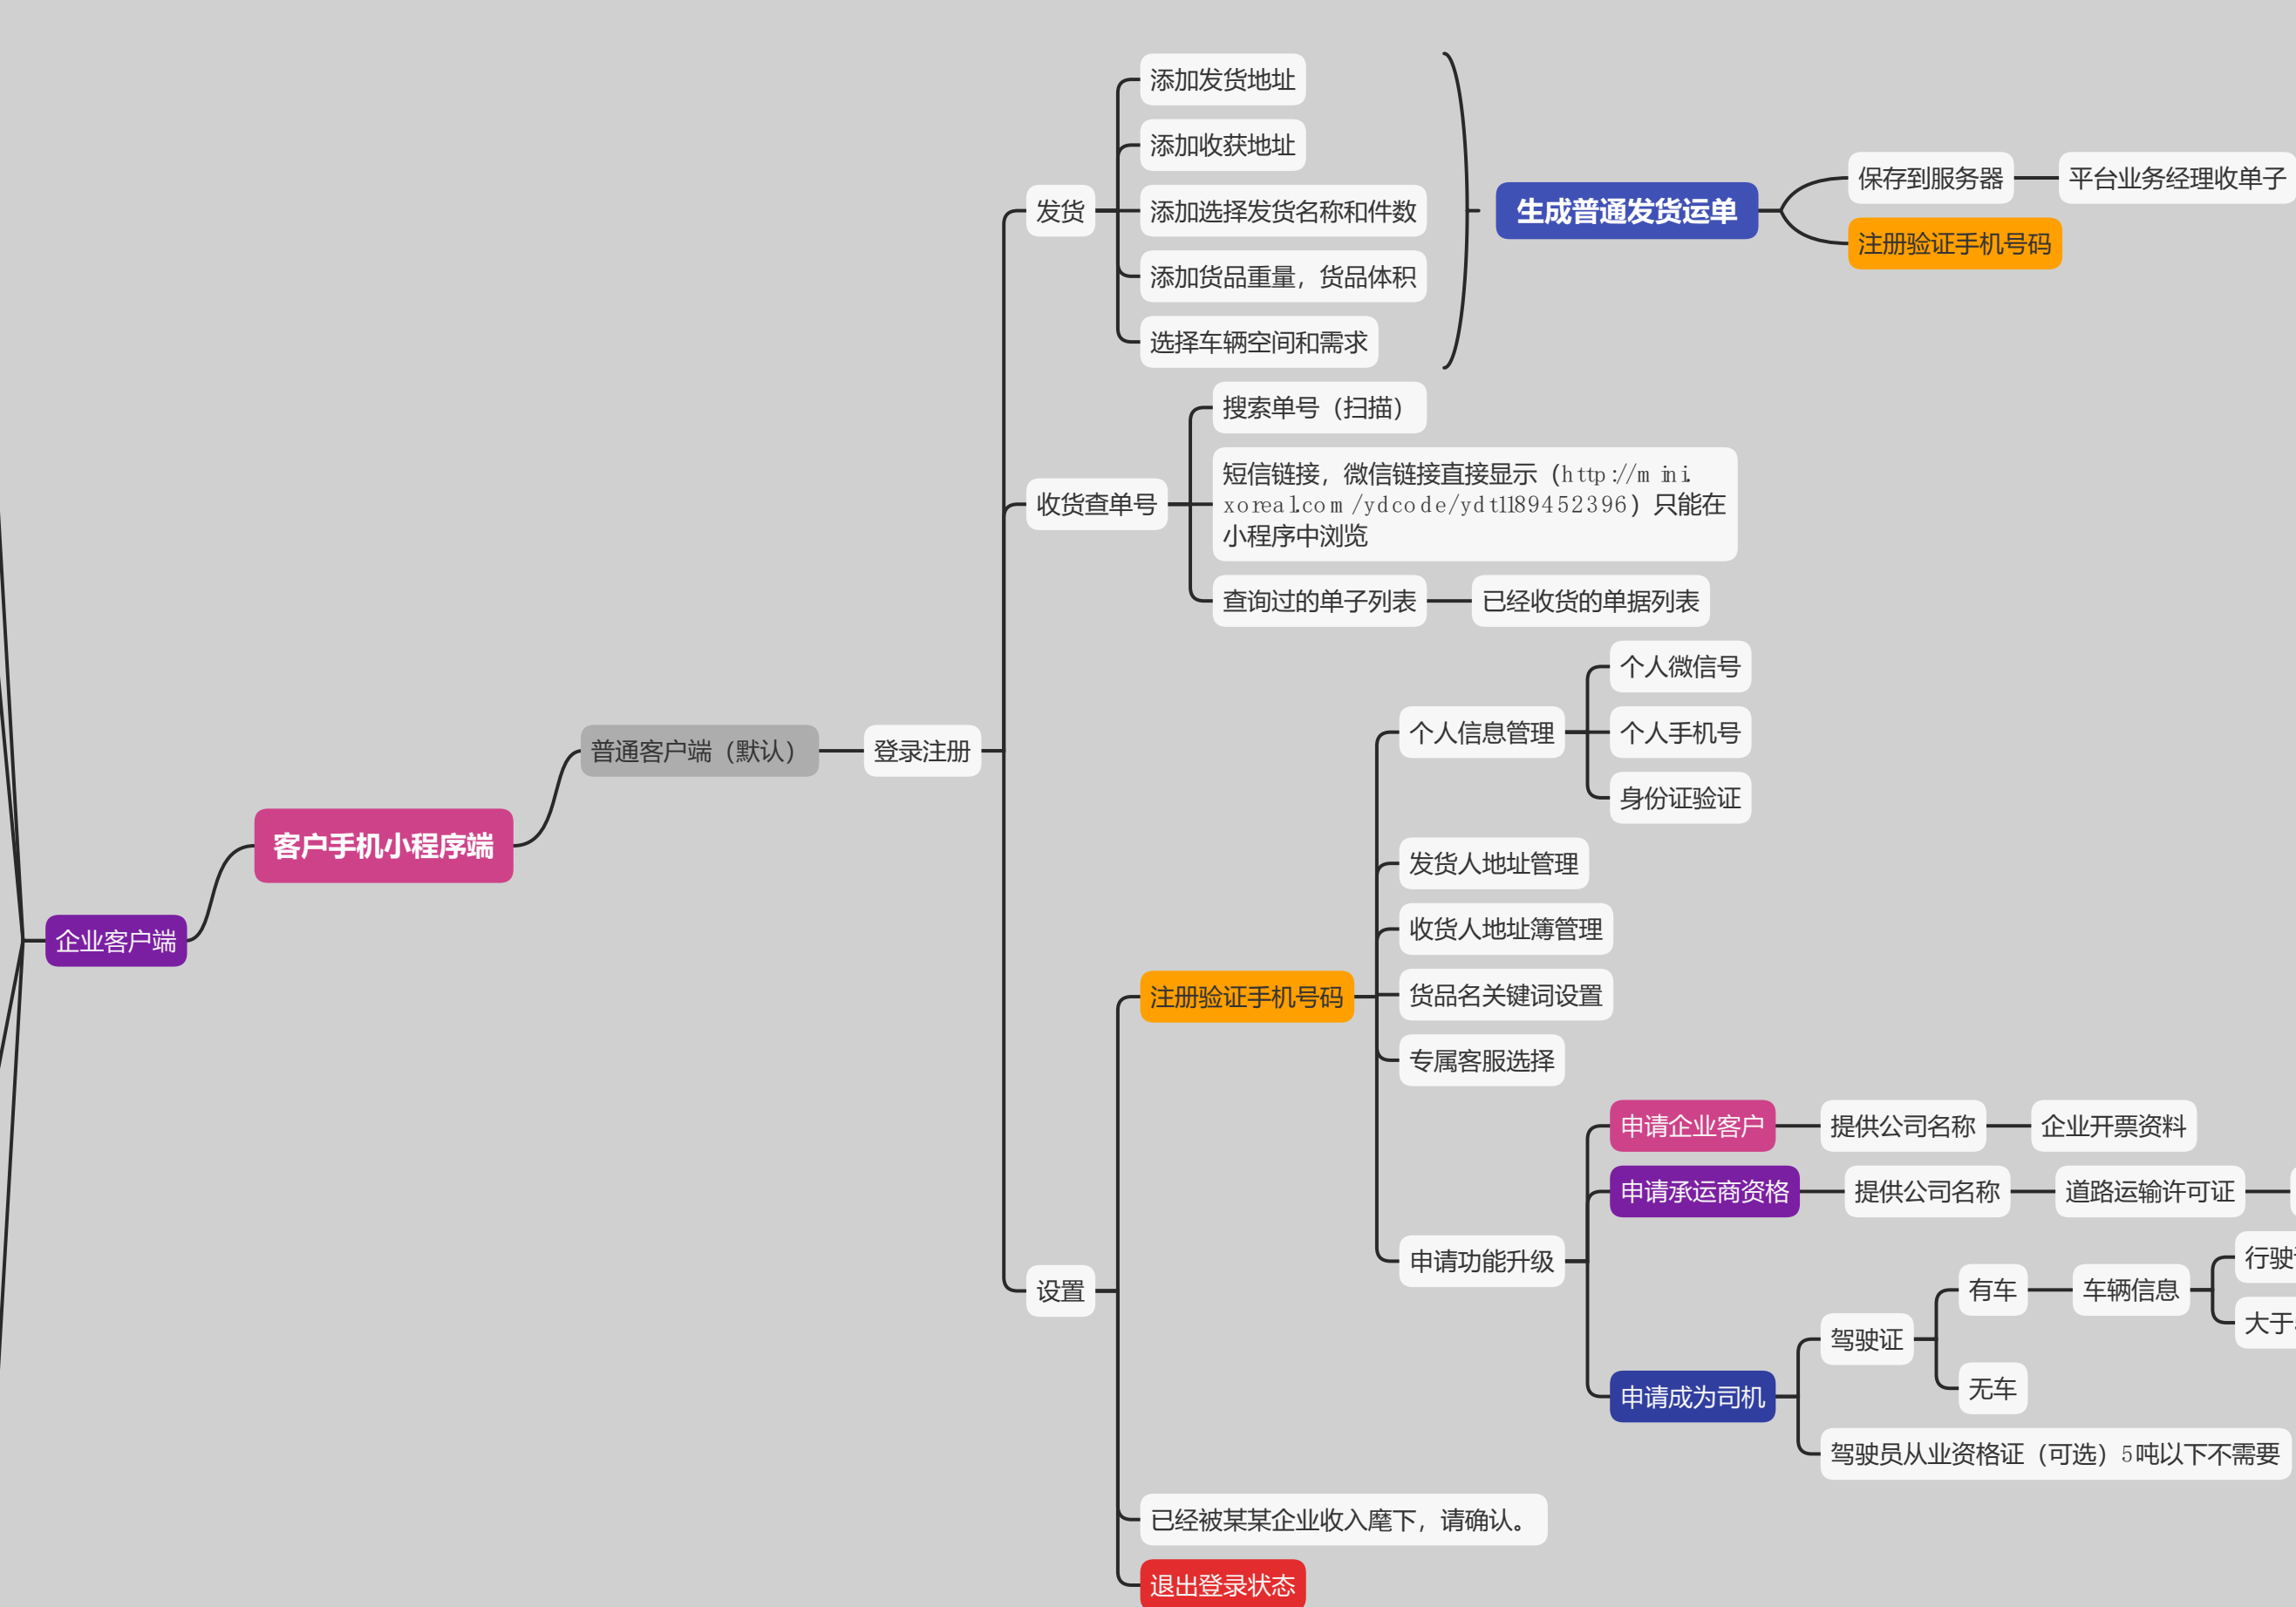 添加发货地址
添加收获地址
发货
添加选择发货名称和件数
添加货品重量，货品体积
选择车辆空间和需求
生成普通发货运单
保存到服务器
平台业务经理收单子
注册验证手机号码
搜索单号（扫描）
收货查单号
短信链接，微信链接直接显示（http://mini.
xoreal.com/ydcode/ydt1189452396）只能在
小程序中浏览
查询过的单子列表
已经收货的单据列表
个人微信号
个人信息管理
个人手机号
身份证验证
普通客户端（默认）
登录注册
客户手机小程序端
企业客户端
发货人地址管理
收货人地址簿管理
注册验证手机号码
货品名关键词设置
专属客服选择
申请企业客户
提供公司名称
企业开票资料
申请承运商资格
提供公司名称
道路运输许可证
申请功能升级
行驶
有车
车辆信息
大于
设置
驾驶证
无车
申请成为司机
驾驶员从业资格证（可选）5吨以下不需要
已经被某某企业收入麾下，请确认。
退出登录状态